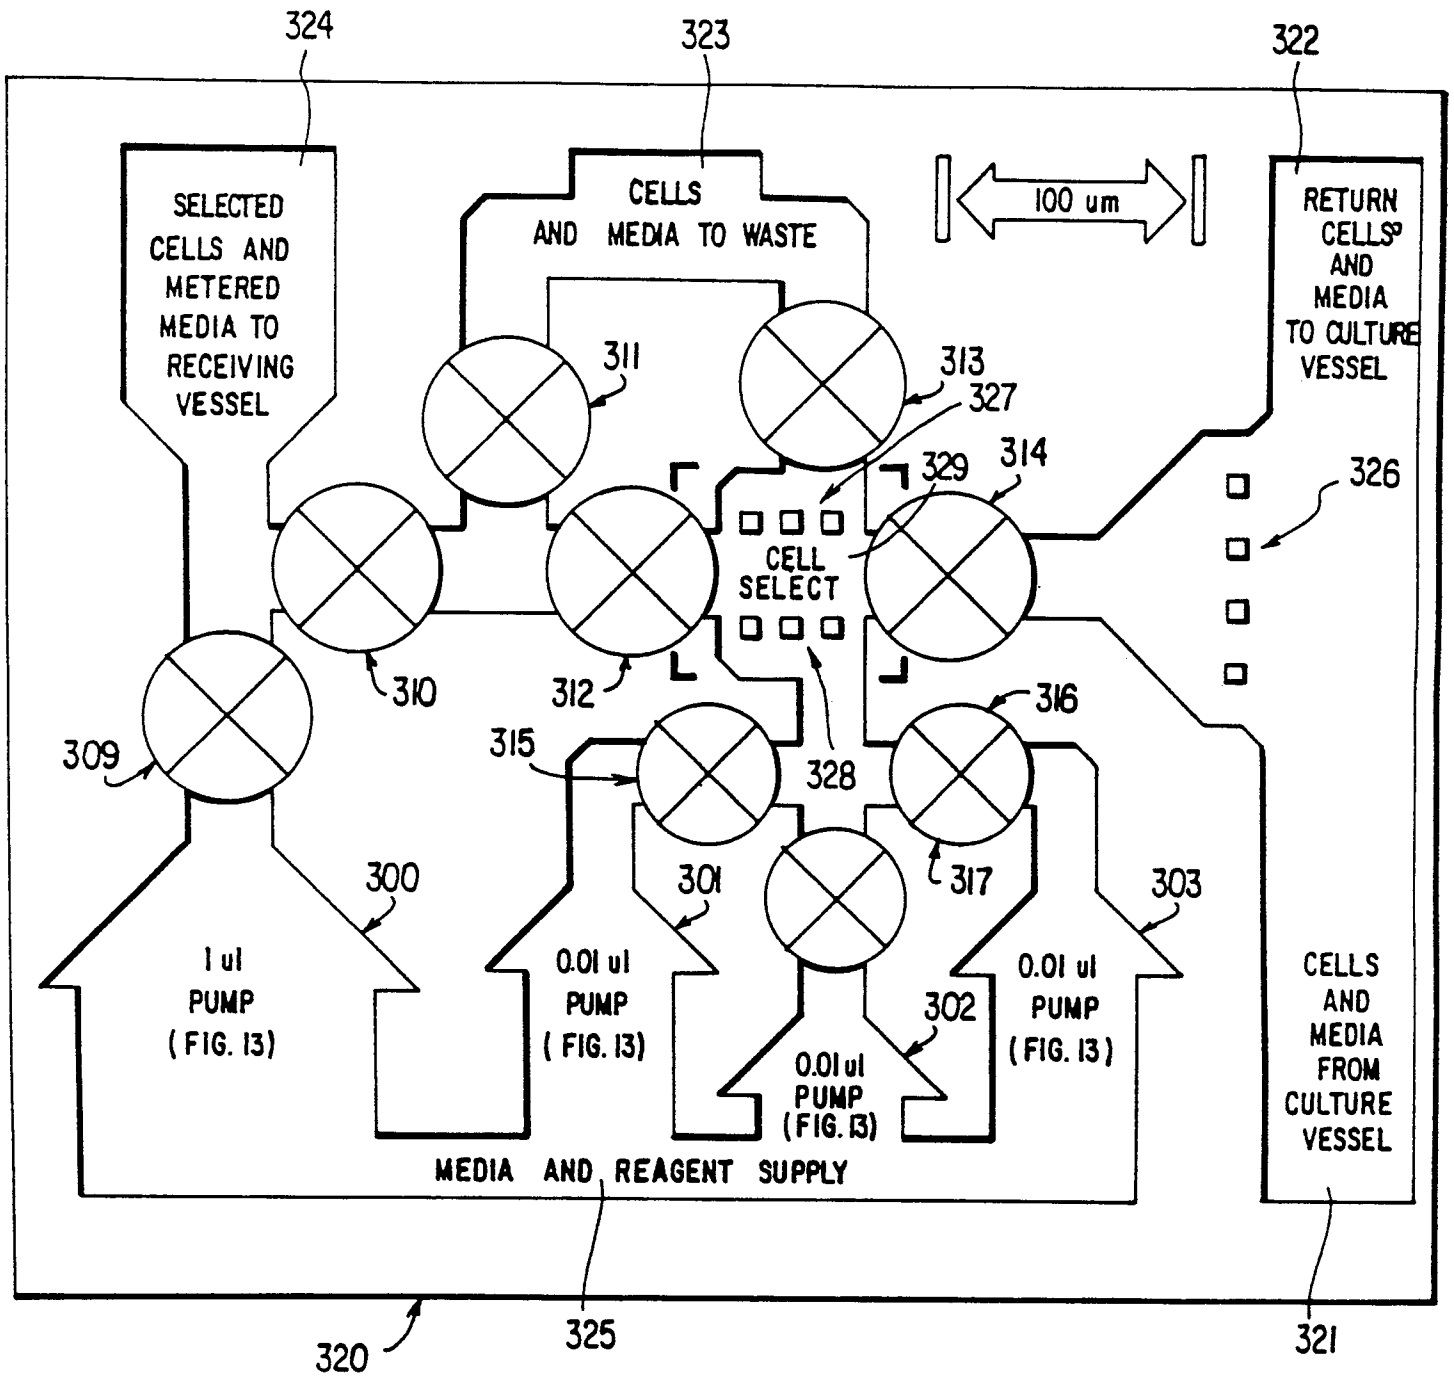 324
323
322
SELECTED
CELLS AND
METERED
MEDIA TO
RECEIVING
VESSEL
CELLS
AND MEDIA TO WASTE
100 um
RETURN
CELLS
AND
MEDIA
TO CULTURE
VESSEL
311
313
327
329
314
326
CELL
SELECT
310
312
309
315
328
316
317
300
301
303
302
1 ul
PUMP
(FIG. 13)
0.01 ul
PUMP
(FIG. 13)
0.01 ul
PUMP
(FIG. 13)
0.01 ul
PUMP
(FIG. 13)
CELLS
AND
MEDIA
FROM
CULTURE
VESSEL
MEDIA AND REAGENT SUPPLY
320
325
321